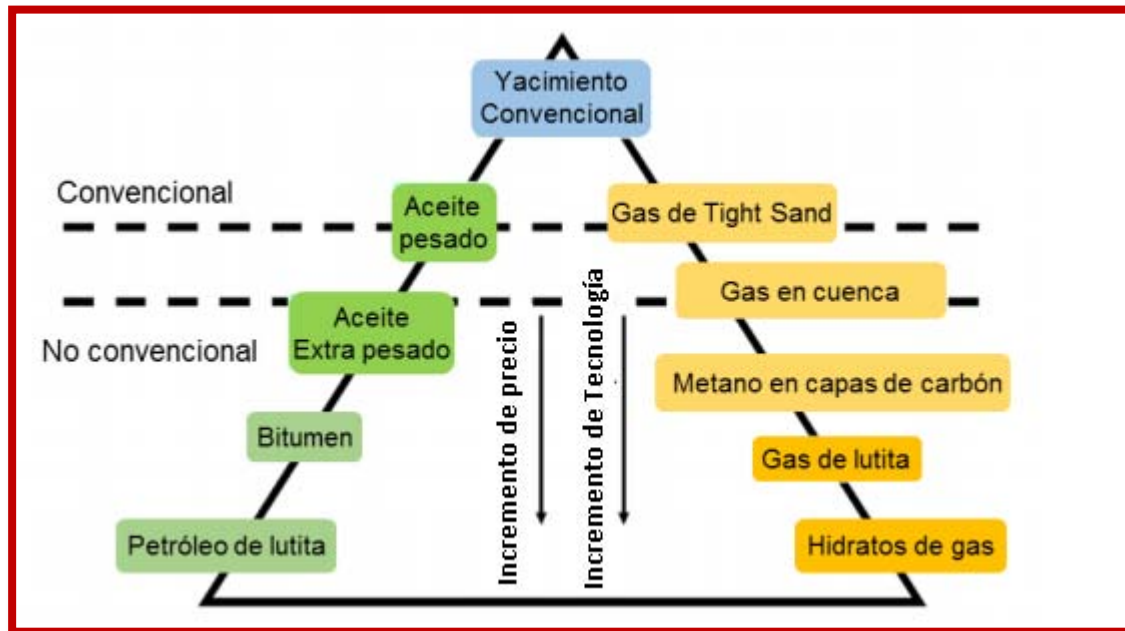 Yacimiento
Convencional
Convencional
Aceite
pesado
Gas de Tight Sand
Gas en cuenca
No convencional
Aceite
Extra pesado
Incremento de precio
Incremento de Tecnología
Metano en capas de carbón
Bitumen
Gas de lutita
Petróleo de lutita
Hidratos de gas